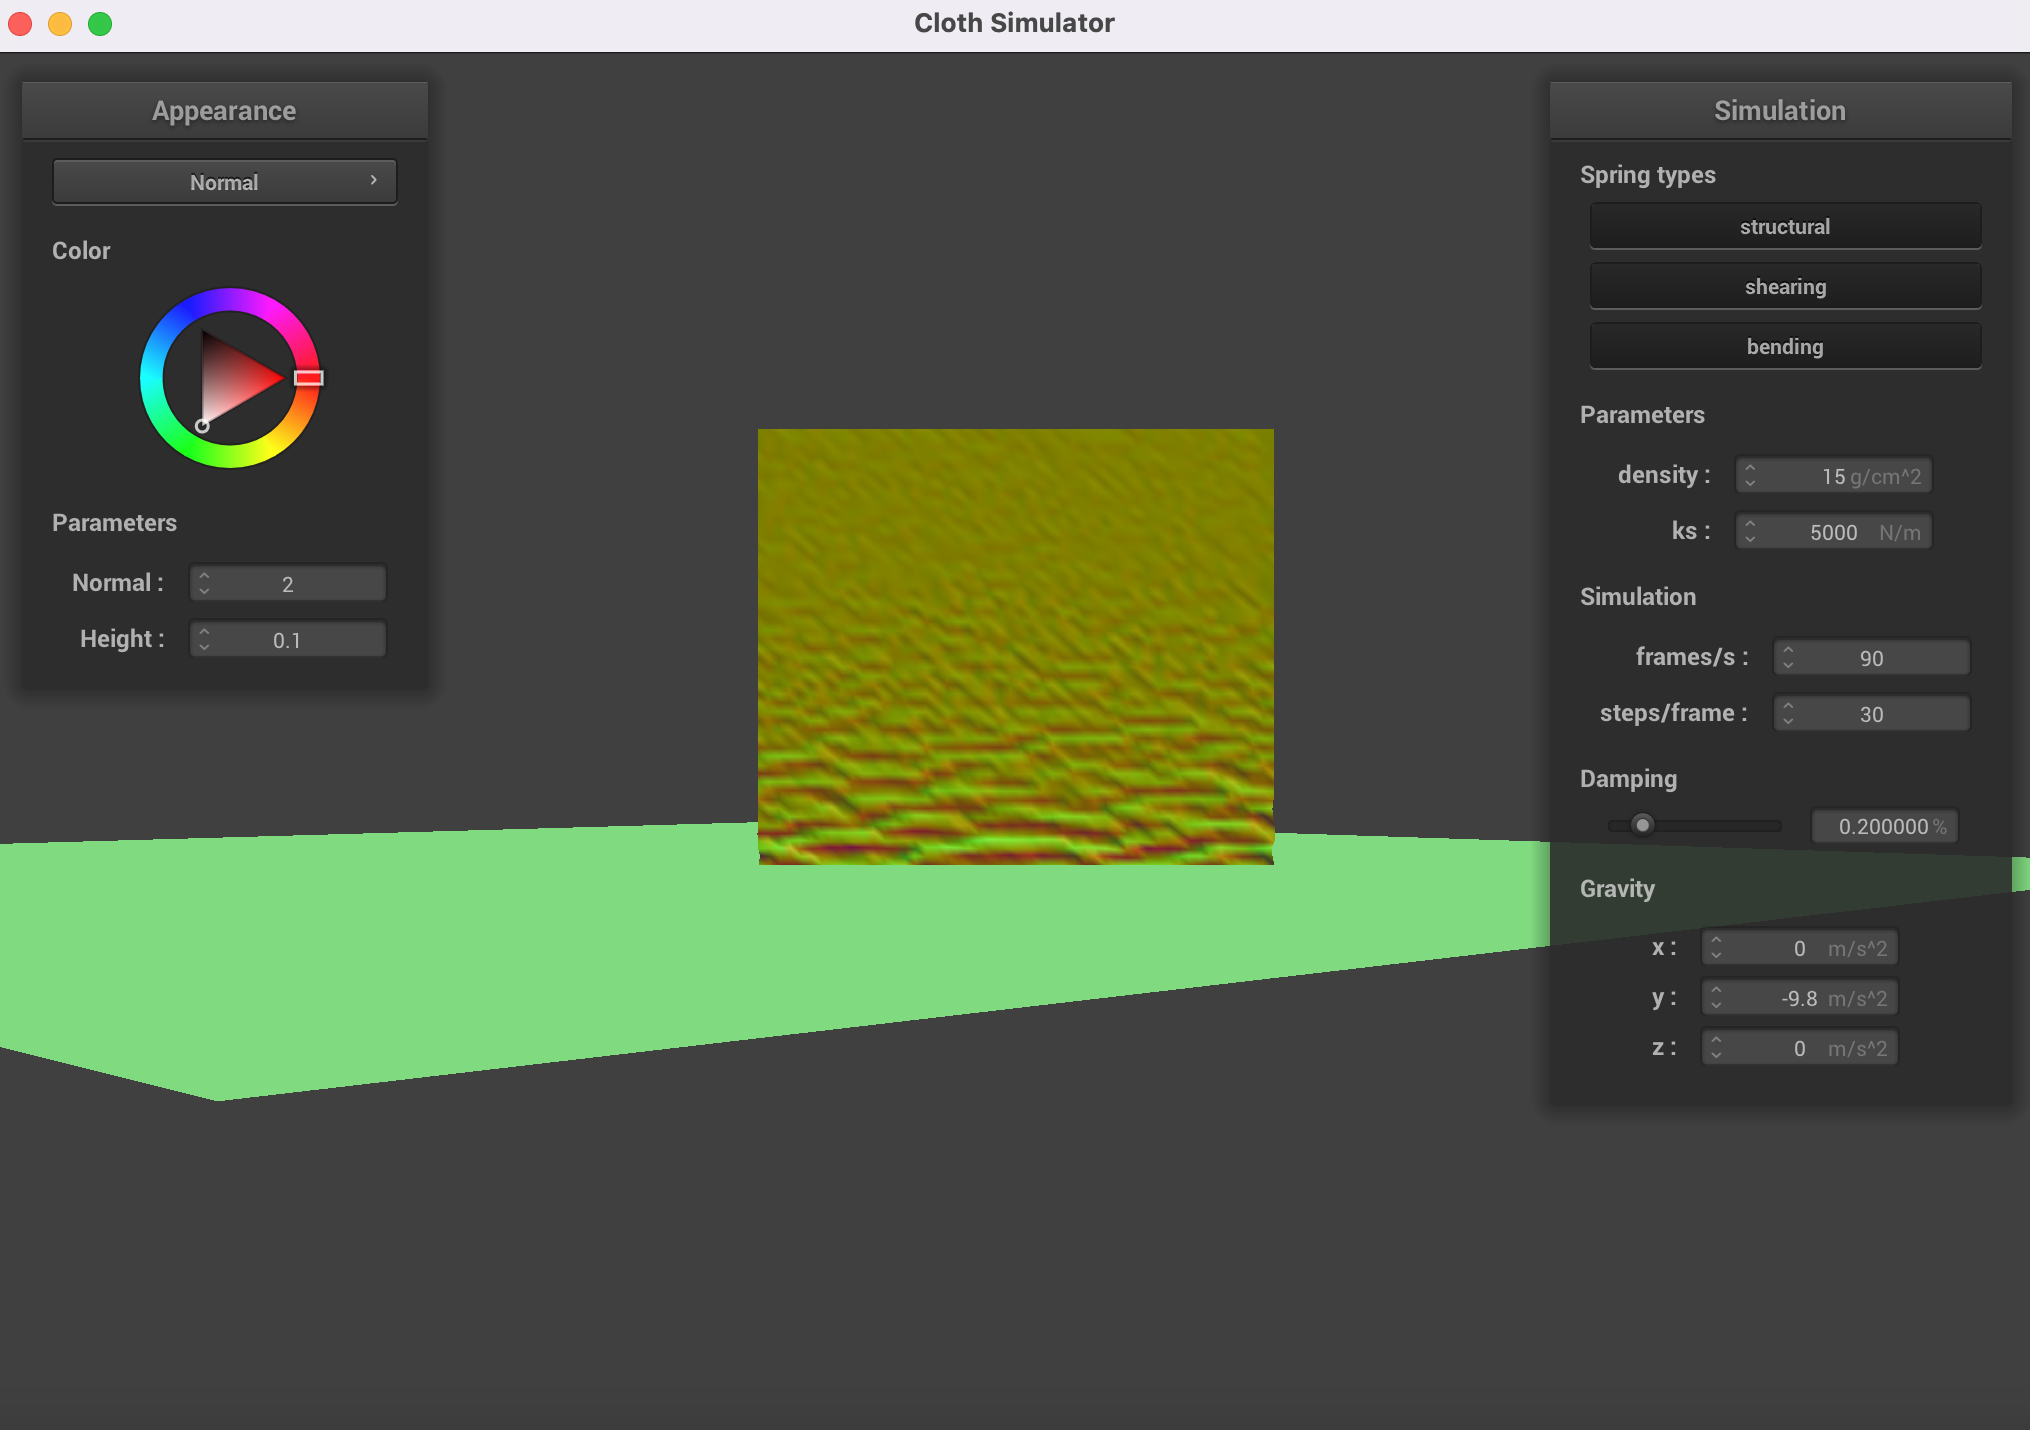 Cloth Simulator
Appearance
Normal
Color
Parameters
Normal : 2
Height : 0.1
Simulation
Spring types
structural
shearing
bending
Parameters
density : 15 g/cm^2
ks : 5000 N/m
Simulation
frames/s : 90
steps/frame : 30
Damping
0.200000 %
Gravity
x : 0 m/s^2
y : -9.8 m/s^2
z : 0 m/s^2